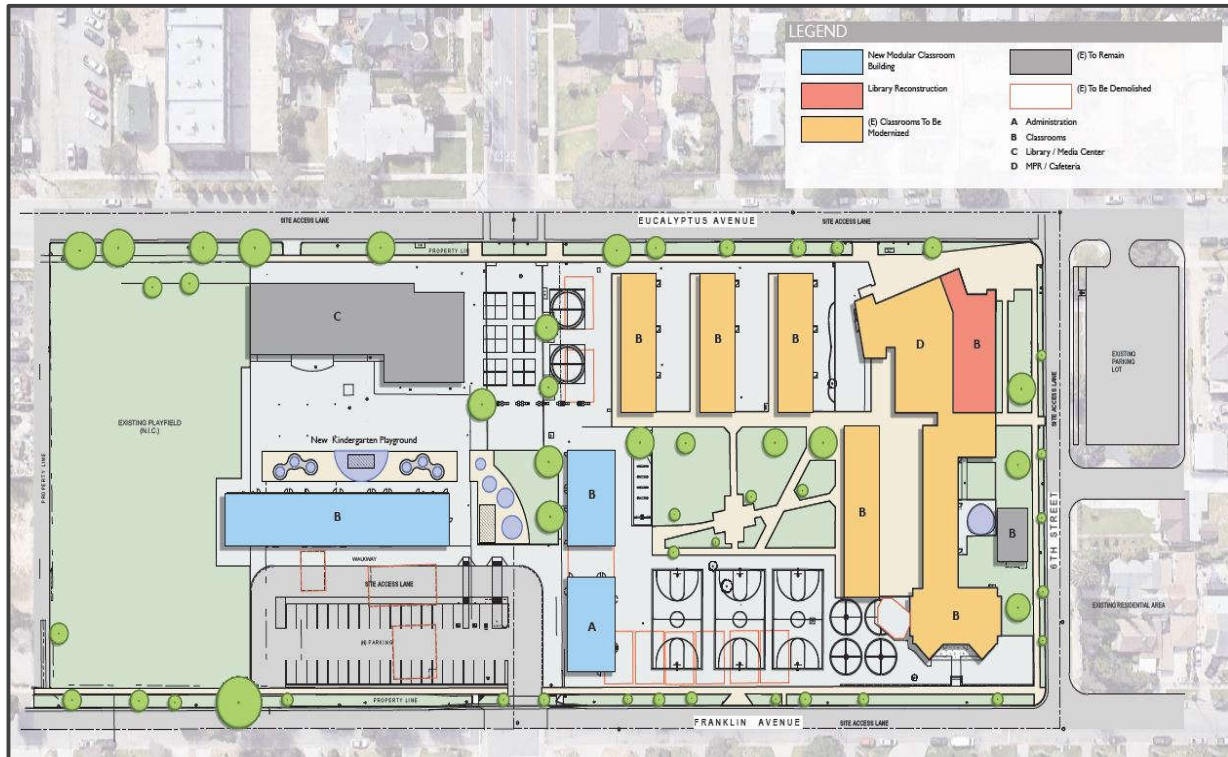 LEGEND
New Modular Classroom
Building
Library Reconstruction
(E) Classrooms To Be
Modernized
(E) To Remain
(E) To Be Demolished
A Administration
B Classrooms
C Library / Media Center
D MPR / Cafeteria
SITE ACCESS LANE
EUCALYPTUS AVENUE
SITE ACCESS LANE
PROPERTY LINE
C
B
B
B
D
B
EXISTING
PARKING
LOT
SITE ACCESS LANE
EXISTING PLAYFIELD
(N.I.C.)
New Kindergarten Playground
PROPERTY LINE
B
B
B
B
6TH STREET
WALKWAY
SITE ACCESS LANE
(E) PARKING
A
B
EXISTING RESIDENTIAL AREA
PROPERTY LINE
FRANKLIN AVENUE
SITE ACCESS LANE